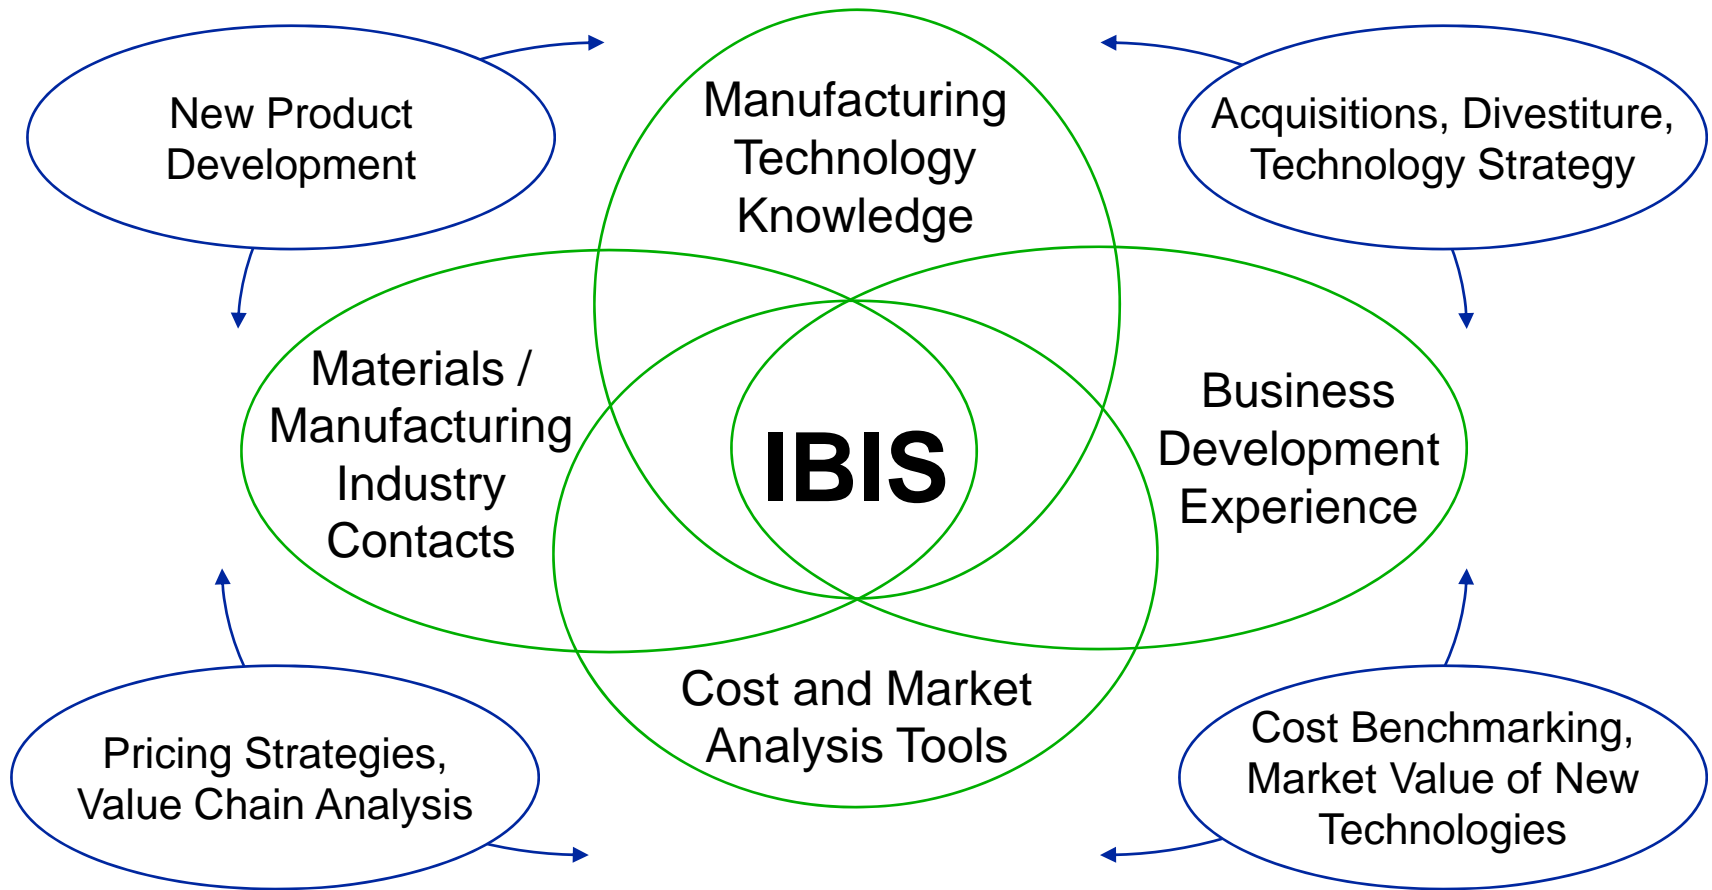 New Product
Development
Manufacturing
Technology
Knowledge
Acquisitions, Divestiture,
Technology Strategy
Materials /
Manufacturing
Industry
Contacts
IBIS
Business
Development
Experience
Pricing Strategies,
Value Chain Analysis
Cost and Market
Analysis Tools
Cost Benchmarking,
Market Value of New
Technologies